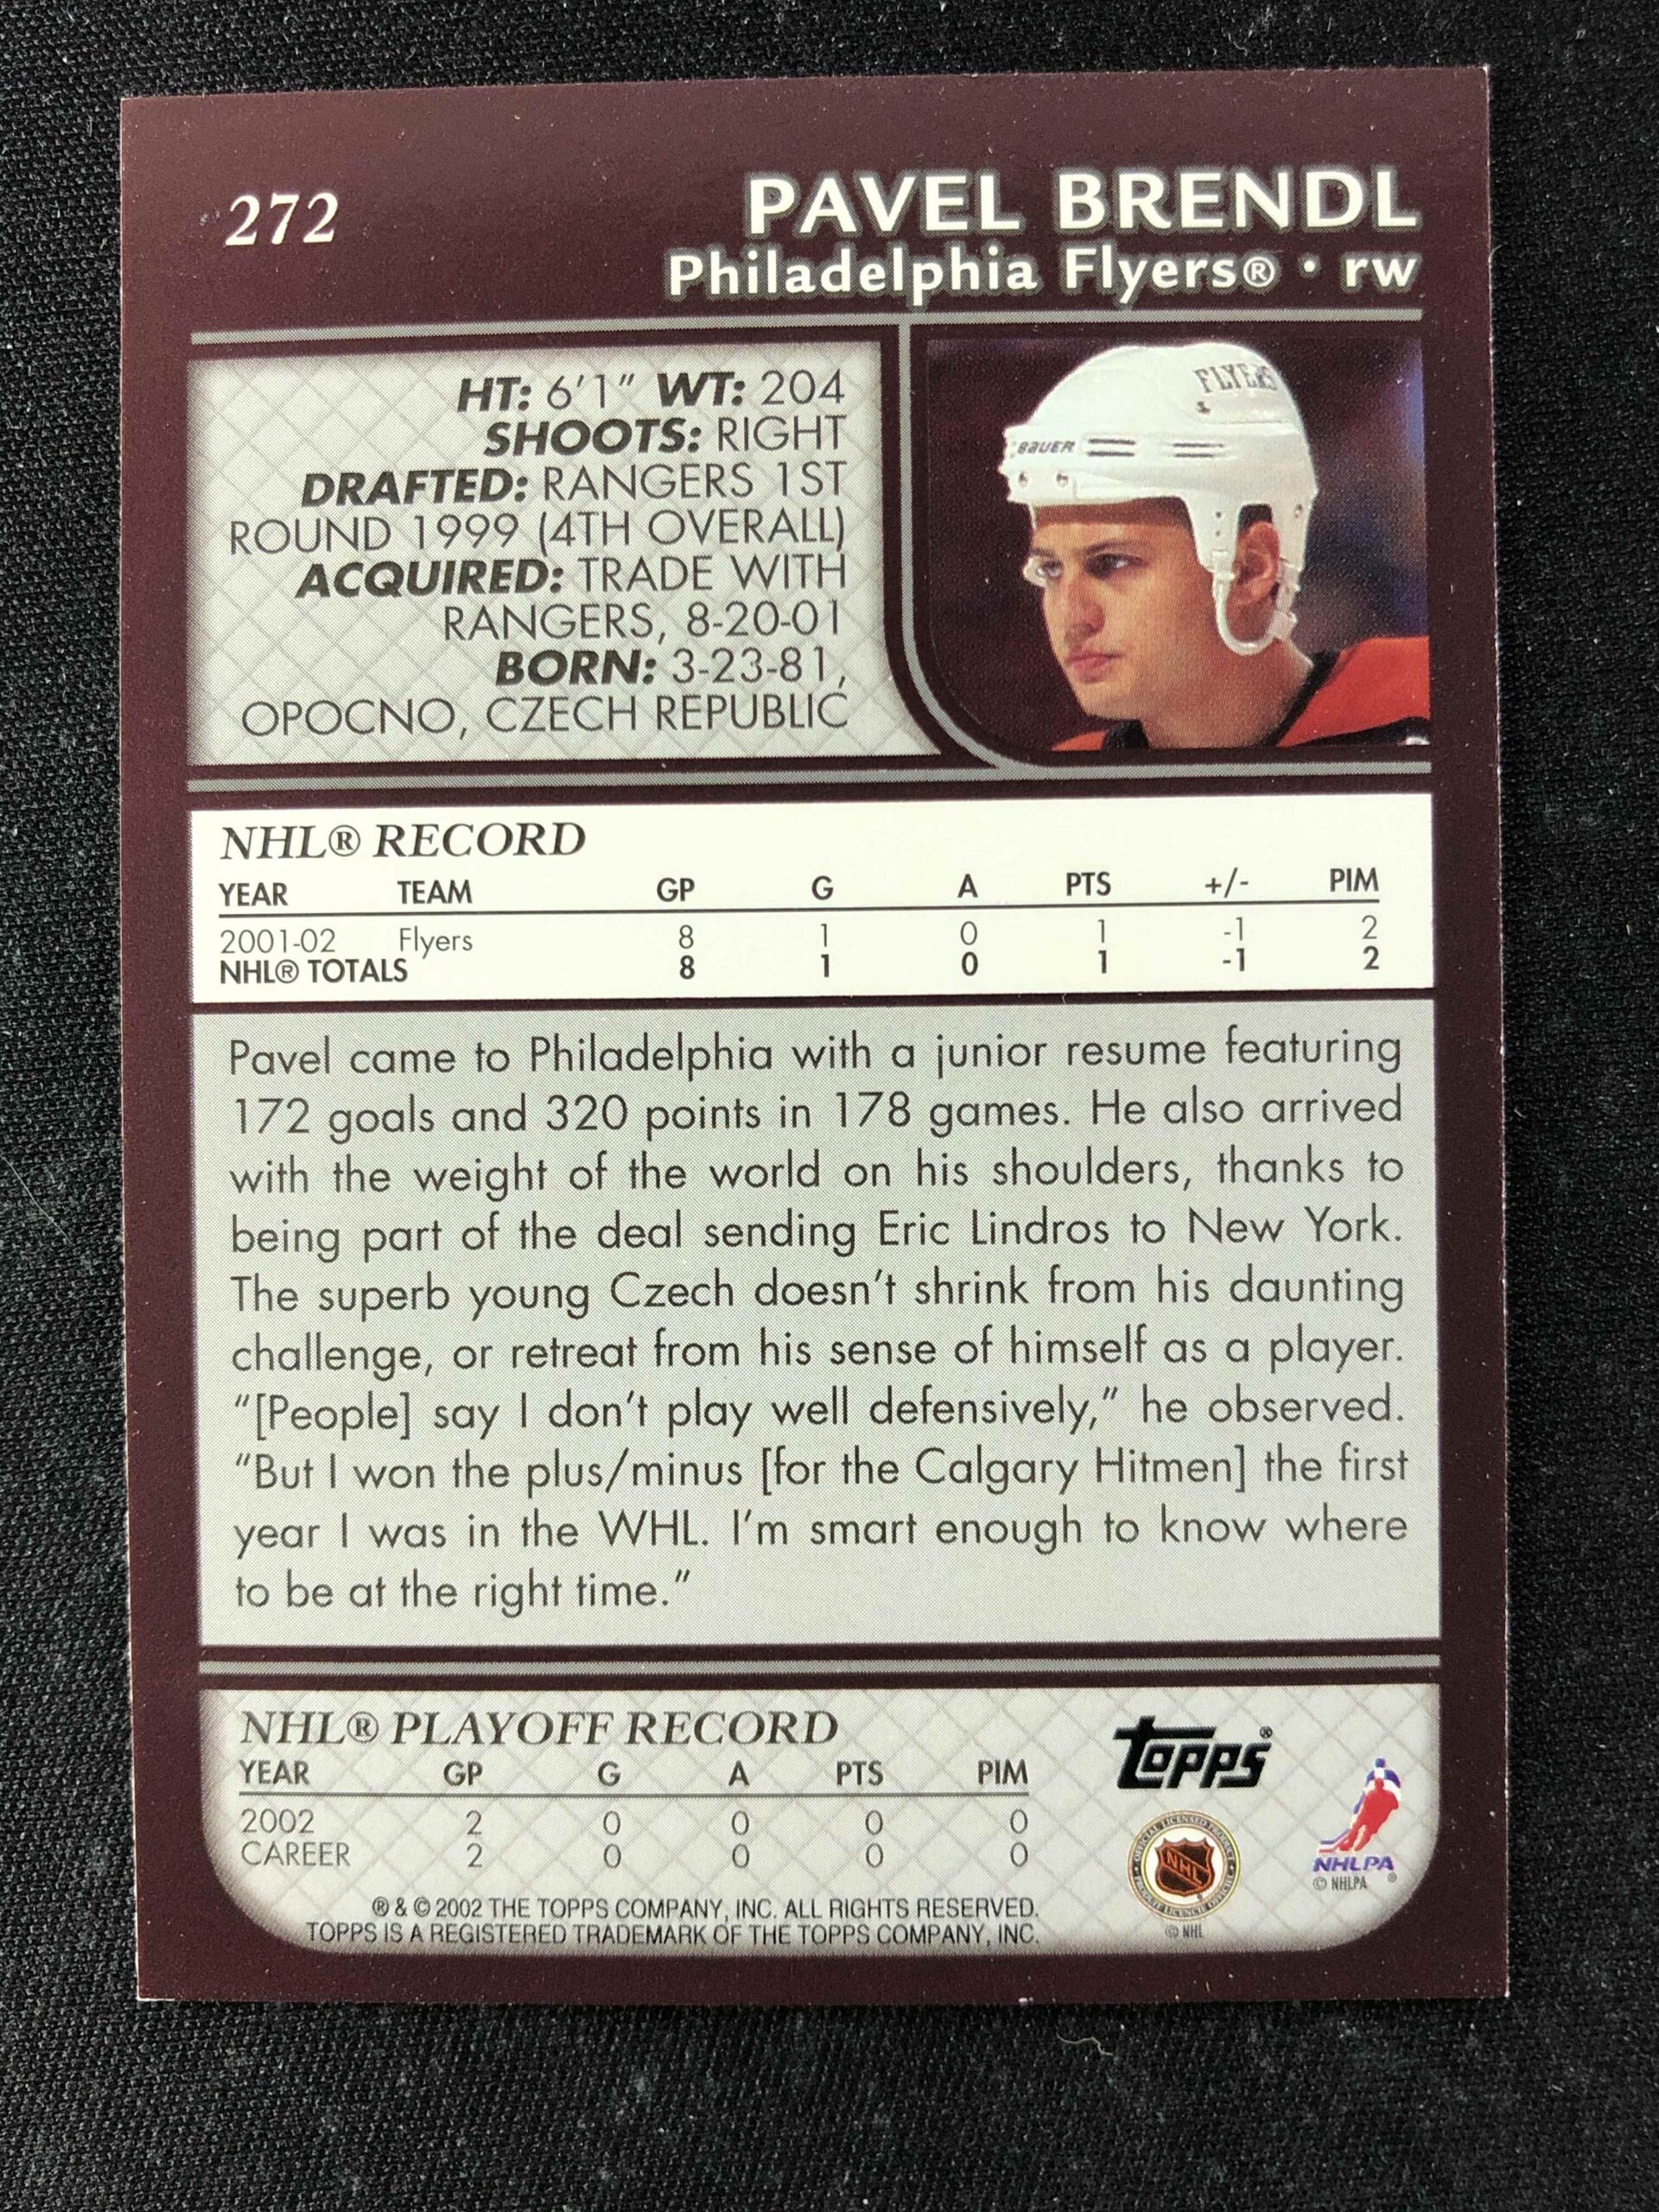 272
PAVEL BRENDL
Philadelphia Flyers® • rw
HT: 6'1" WT: 204
SHOOTS: RIGHT
DRAFTED: RANGERS 1ST
ROUND 1999 (4TH OVERALL)
ACQUIRED: TRADE WITH
RANGERS, 8-20-01
BORN: 3-23-81,
OPOCNO, CZECH REPUBLIC
FLYERS
BAUER
NHL® RECORD
YEAR TEAM GP G A PTS +/- PIM
2001-02 Flyers 8 1 0 1 -1 2
NHL® TOTALS 8 1 0 1 -1 2
Pavel came to Philadelphia with a junior resume featuring
172 goals and 320 points in 178 games. He also arrived
with the weight of the world on his shoulders, thanks to
being part of the deal sending Eric Lindros to New York.
The superb young Czech doesn't shrink from his daunting
challenge, or retreat from his sense of himself as a player.
"[People] say I don't play well defensively," he observed.
"But I won the plus/minus [for the Calgary Hitmen] the first
year I was in the WHL. I'm smart enough to know where
to be at the right time."
NHL® PLAYOFF RECORD
YEAR GP G A PTS PIM
2002 2 0 0 0 0
CAREER 2 0 0 0 0
® & © 2002 THE TOPPS COMPANY, INC. ALL RIGHTS RESERVED.
TOPPS IS A REGISTERED TRADEMARK OF THE TOPPS COMPANY, INC.
Topps®
OFFICIAL LICENSED PRODUCT
NHL
© NHL
NHLPA®
© NHLPA